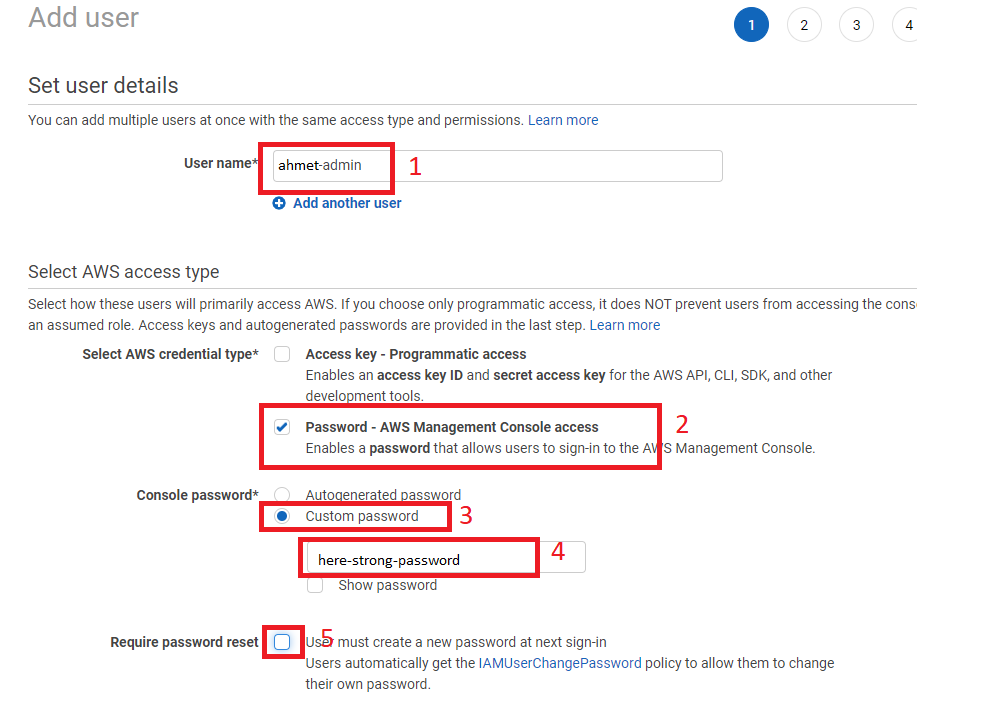 Add user
1 2 3 4
Set user details
You can add multiple users at once with the same access type and permissions. Learn more
User name* ahmet-admin 1
Add another user
Select AWS access type
Select how these users will primarily access AWS. If you choose only programmatic access, it does NOT prevent users from accessing the
an assumed role. Access keys and autogenerated passwords are provided in the last step. Learn more
Select AWS credential type* Access key - Programmatic access
Enables an access key ID and secret access key for the AWS API, CLI, SDK, and other
development tools.
Password - AWS Management Console access 2
Enables a password that allows users to sign-in to the AWS Management Console.
Console password* Autogenerated password
Custom password 3
here-strong-password 4
Show password
Require password reset 5 User must create a new password at next sign-in
Users automatically get the IAMUserChangePassword policy to allow them to change
their own password.